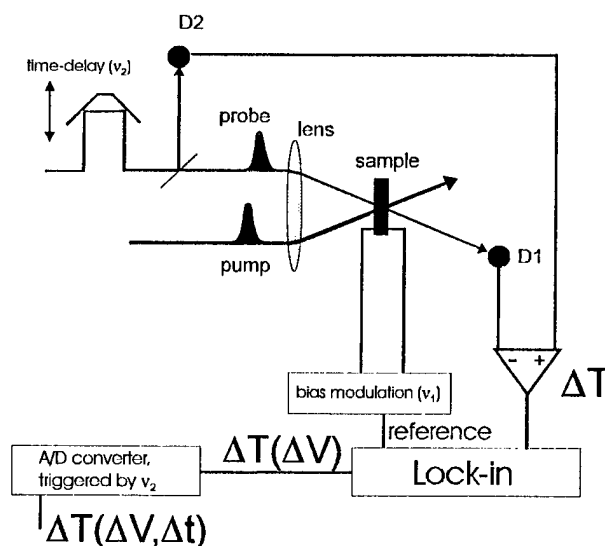 D2
time-delay (ν₂)
probe
lens
sample
pump
D1
- +
ΔT
bias modulation (ν₁)
reference
ΔT(ΔV)
A/D converter,
triggered by ν₂
Lock-in
ΔT(ΔV,Δt)